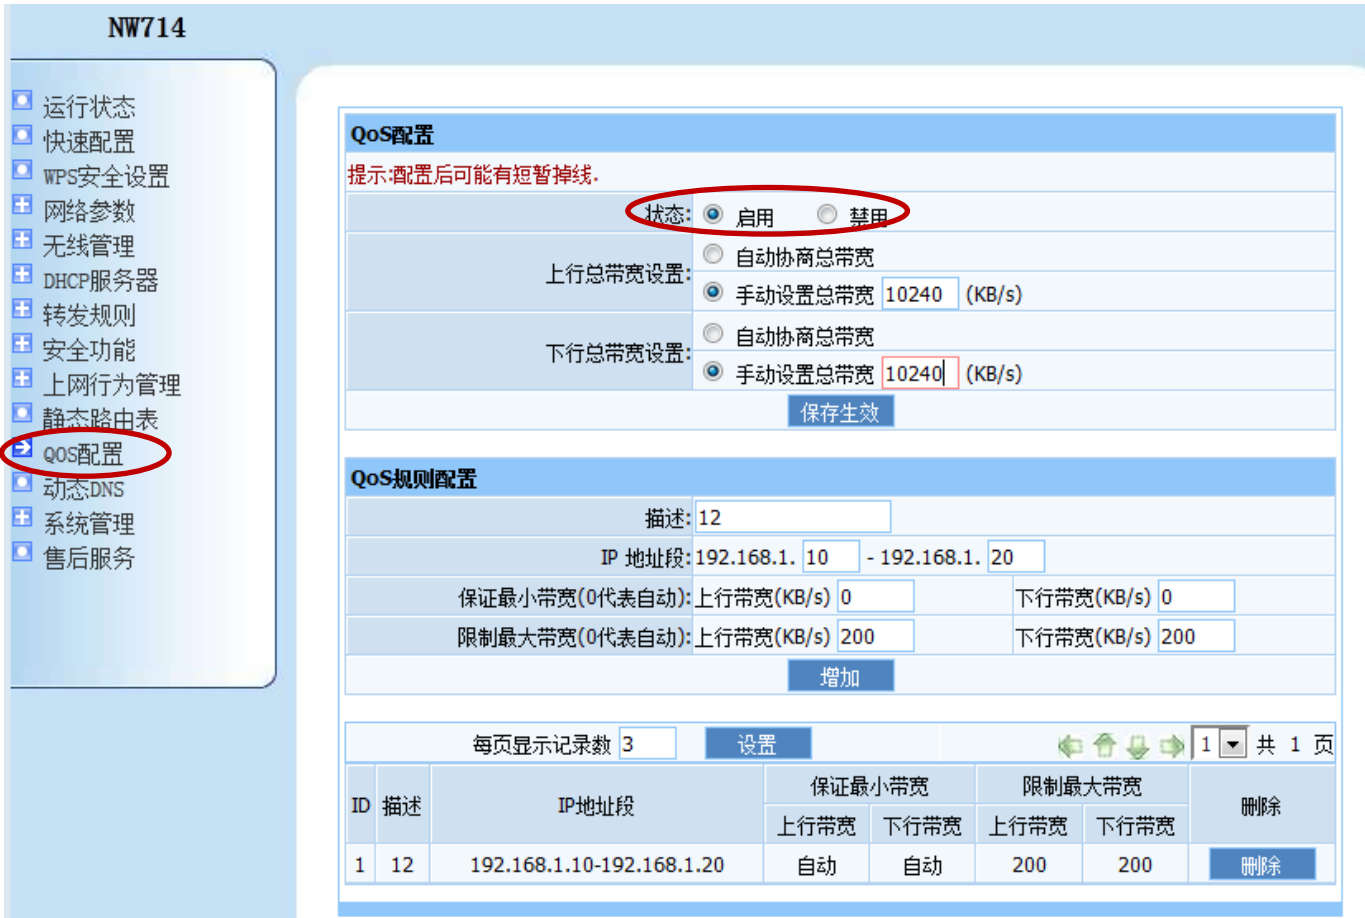 NW714
运行状态
快速配置
WPS安全设置
网络参数
无线管理
DHCP服务器
转发规则
安全功能
上网行为管理
静态路由表
QOS配置
动态DNS
系统管理
售后服务
QoS配置
提示:配置后可能有短暂掉线.
状态: 启用 禁用
上行总带宽设置: 自动协商总带宽
手动设置总带宽 10240 (KB/s)
下行总带宽设置: 自动协商总带宽
手动设置总带宽 10240 (KB/s)
保存生效
QoS规则配置
描述: 12
IP 地址段: 192.168.1. 10 - 192.168.1. 20
保证最小带宽(0代表自动): 上行带宽(KB/s) 0 下行带宽(KB/s) 0
限制最大带宽(0代表自动): 上行带宽(KB/s) 200 下行带宽(KB/s) 200
增加
每页显示记录数 3 设置 1 共 1 页
ID 描述 IP地址段 保证最小带宽 限制最大带宽 删除
上行带宽 下行带宽 上行带宽 下行带宽
1 12 192.168.1.10-192.168.1.20 自动 自动 200 200 删除